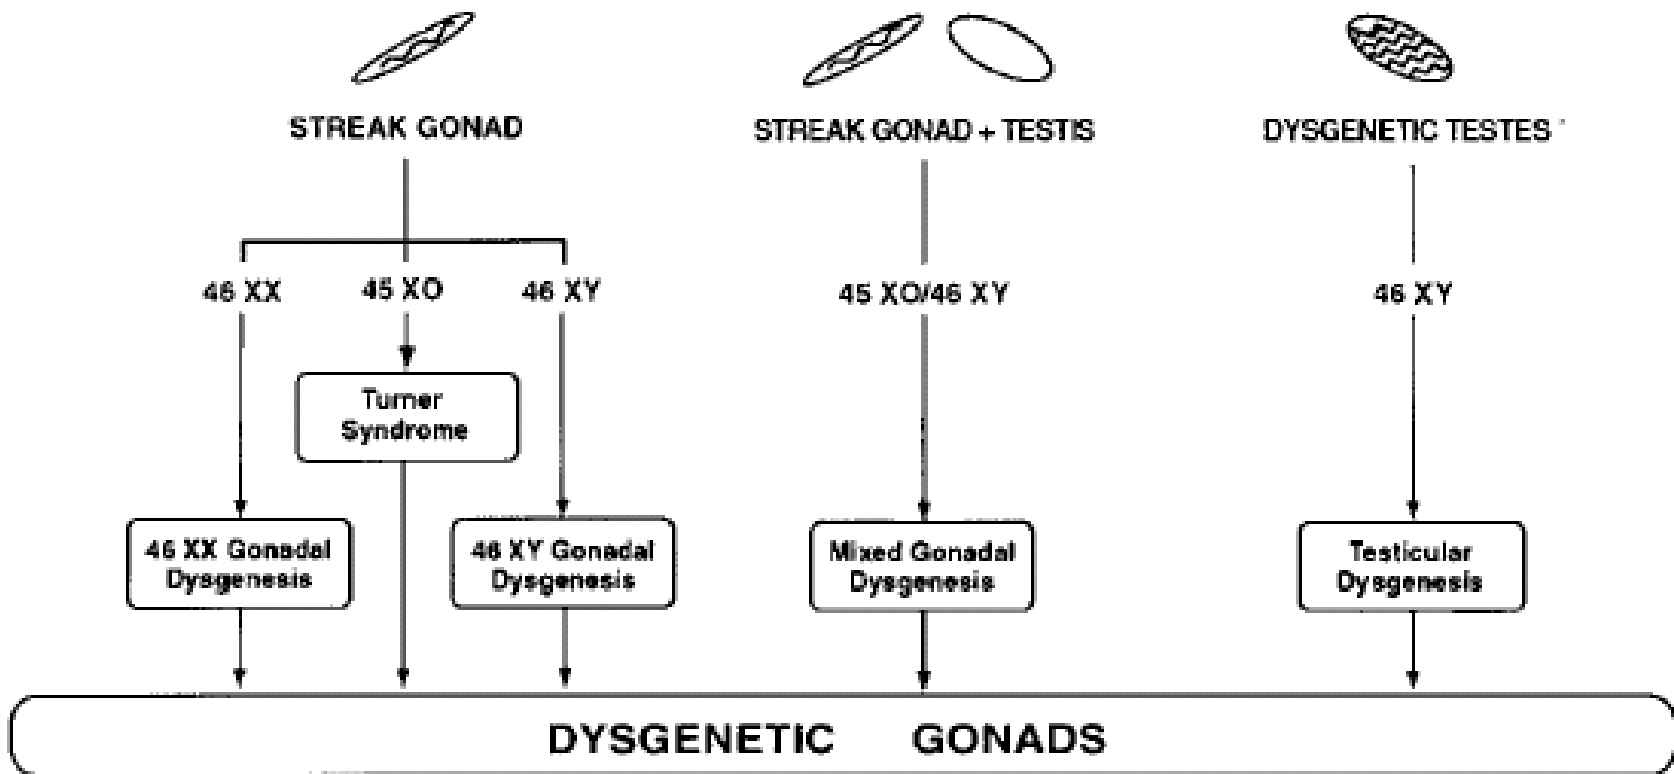 STREAK GONAD
STREAK GONAD + TESTIS
DYSGENETIC TESTES
46 XX
45 XO
46 XY
45 XO/46 XY
46 XY
Turner
Syndrome
46 XX Gonadal
Dysgenesis
46 XY Gonadal
Dysgenesis
Mixed Gonadal
Dysgenesis
Testicular
Dysgenesis
DYSGENETIC GONADS